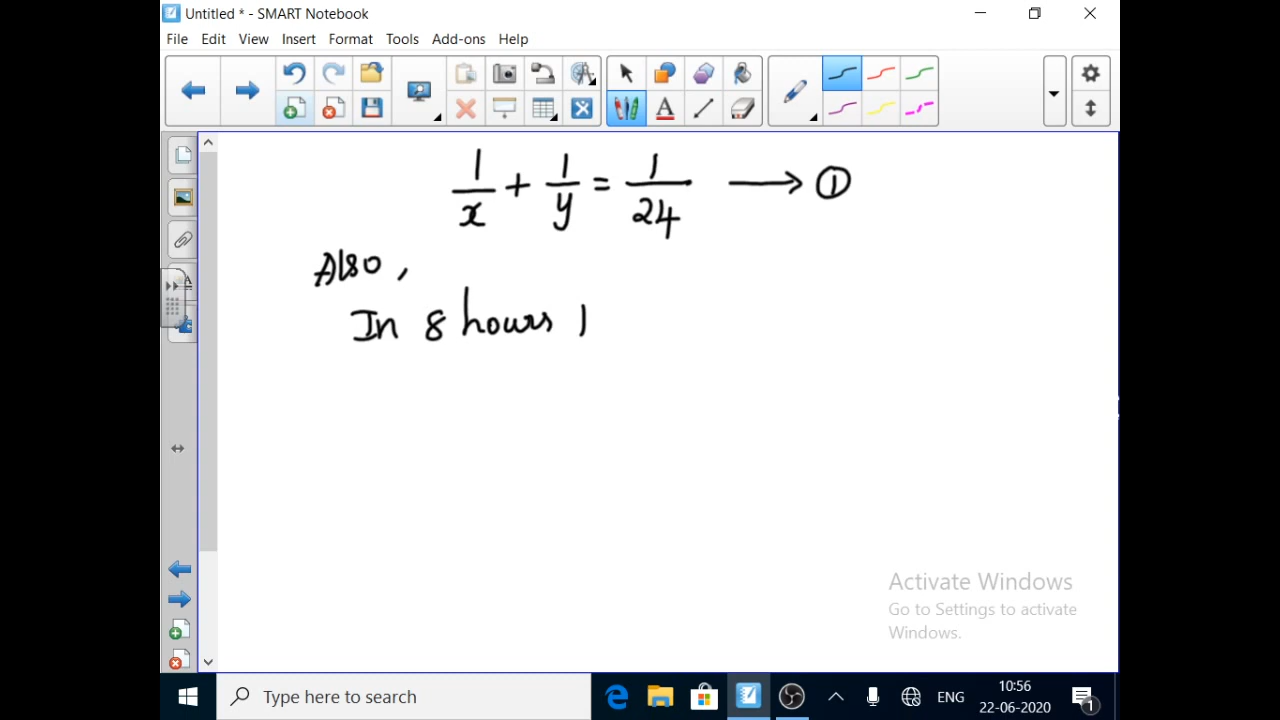 Untitled * - SMART Notebook
File Edit View Insert Format Tools Add-ons Help
1/x + 1/y = 1/24 ⟶ ①
Also,
In 8 hours 1
Activate Windows
Go to Settings to activate
Windows.
Type here to search
ENG
10:56
22-06-2020
1